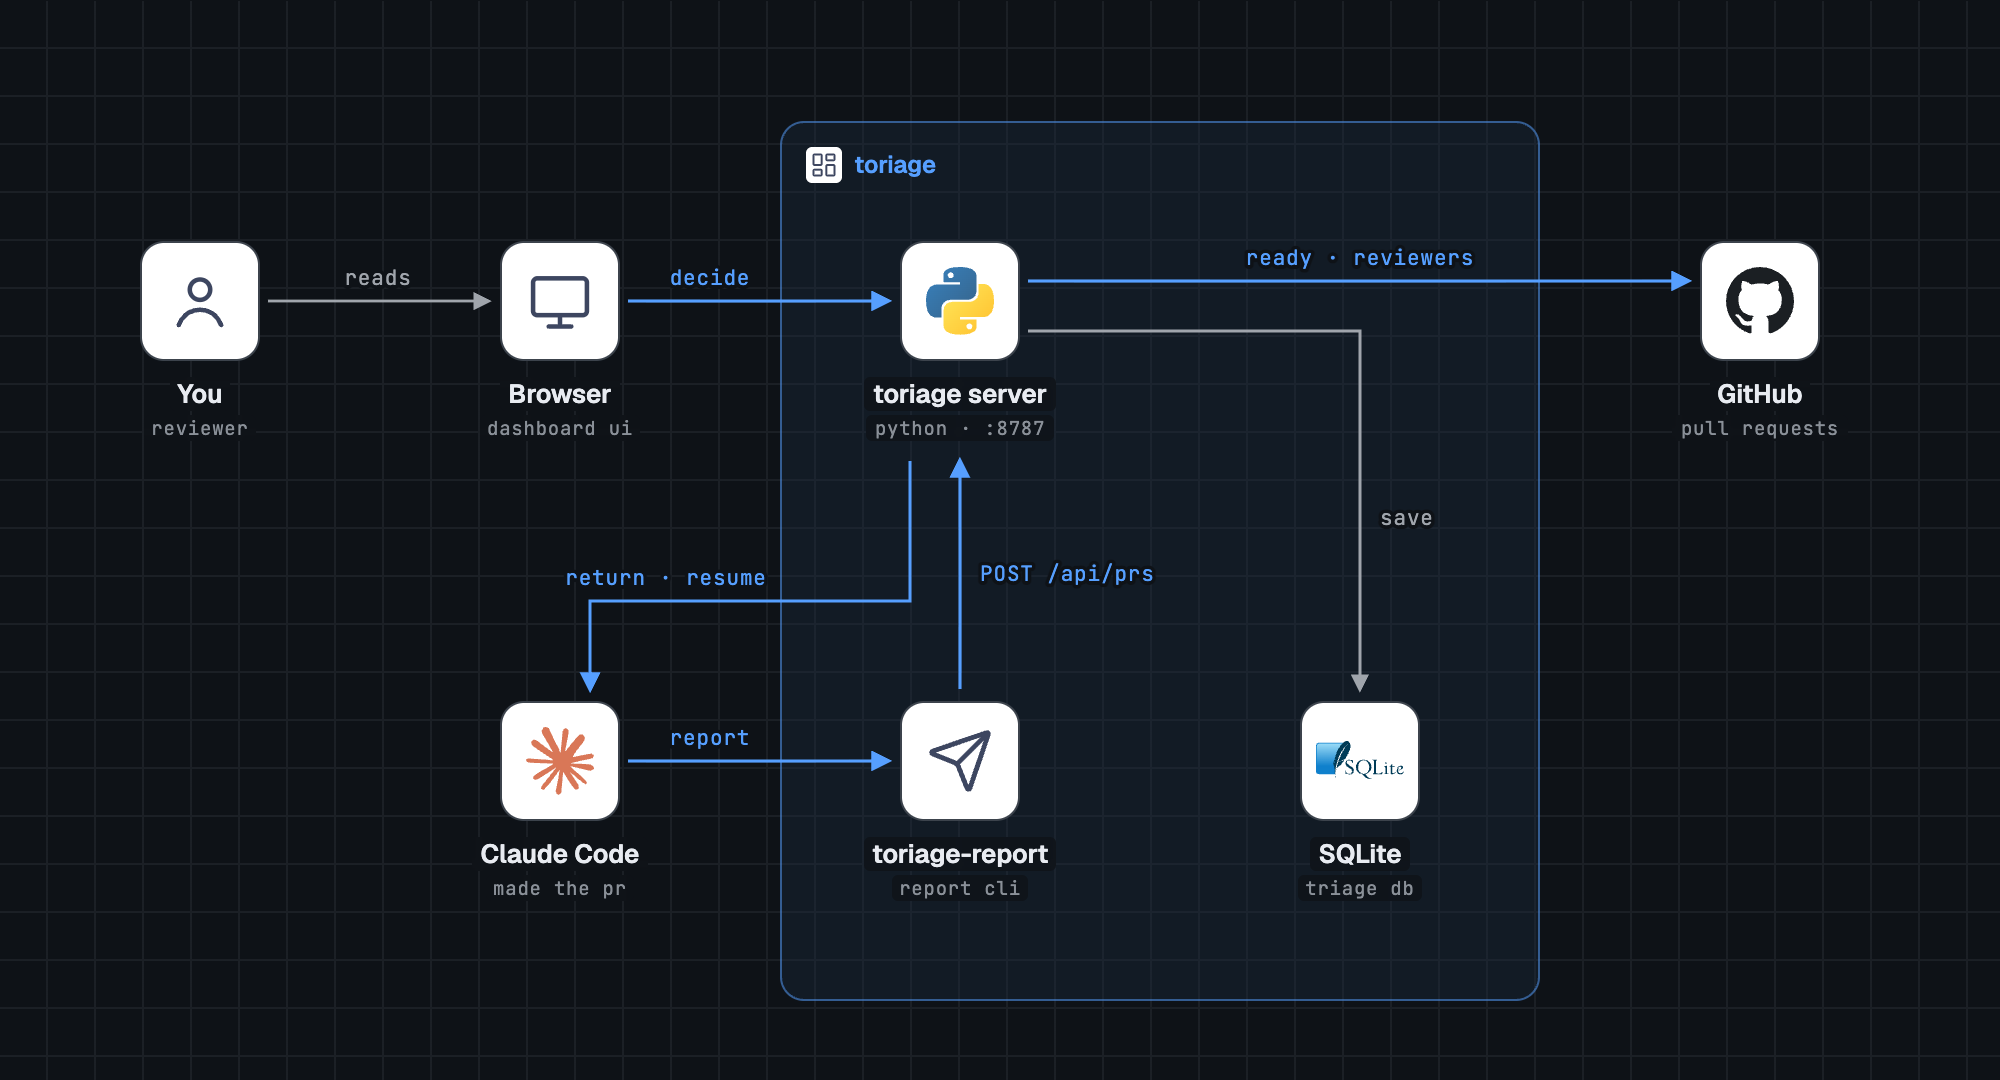 toriage
reads
decide
ready · reviewers
You
reviewer
Browser
dashboard ui
toriage server
python · :8787
GitHub
pull requests
save
return · resume
POST /api/prs
report
SQLite
Claude Code
made the pr
toriage-report
report cli
SQLite
triage db